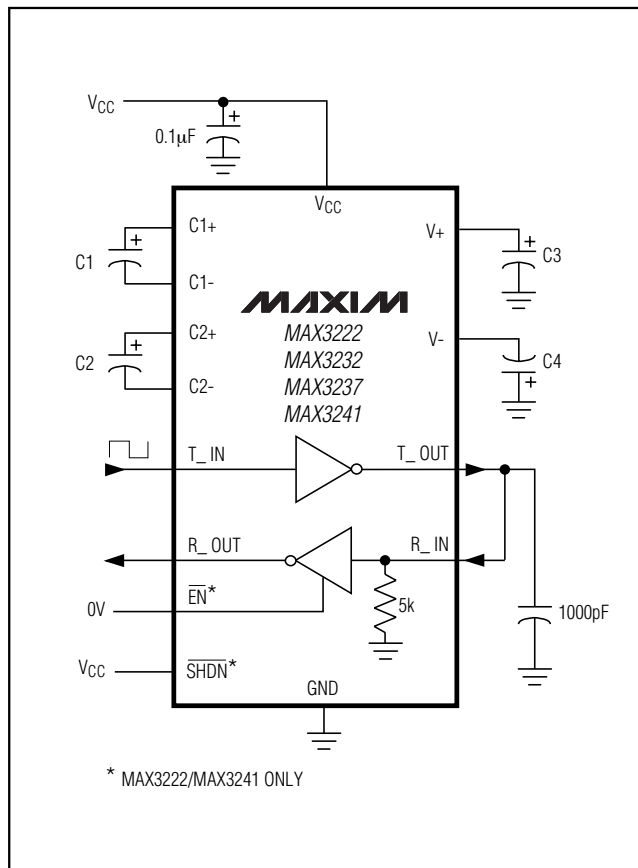 VCC
0.1µF
+
VCC
C1+
C1
+
C1-
V+
+
C3
MAXIM
C2+
C2
+
C2-
MAX3222
MAX3232
MAX3237
MAX3241
V-
C4
+
T_ IN
T_ OUT
R_ OUT
R_ IN
0V
EN*
5k
1000pF
VCC
SHDN*
GND
* MAX3222/MAX3241 ONLY